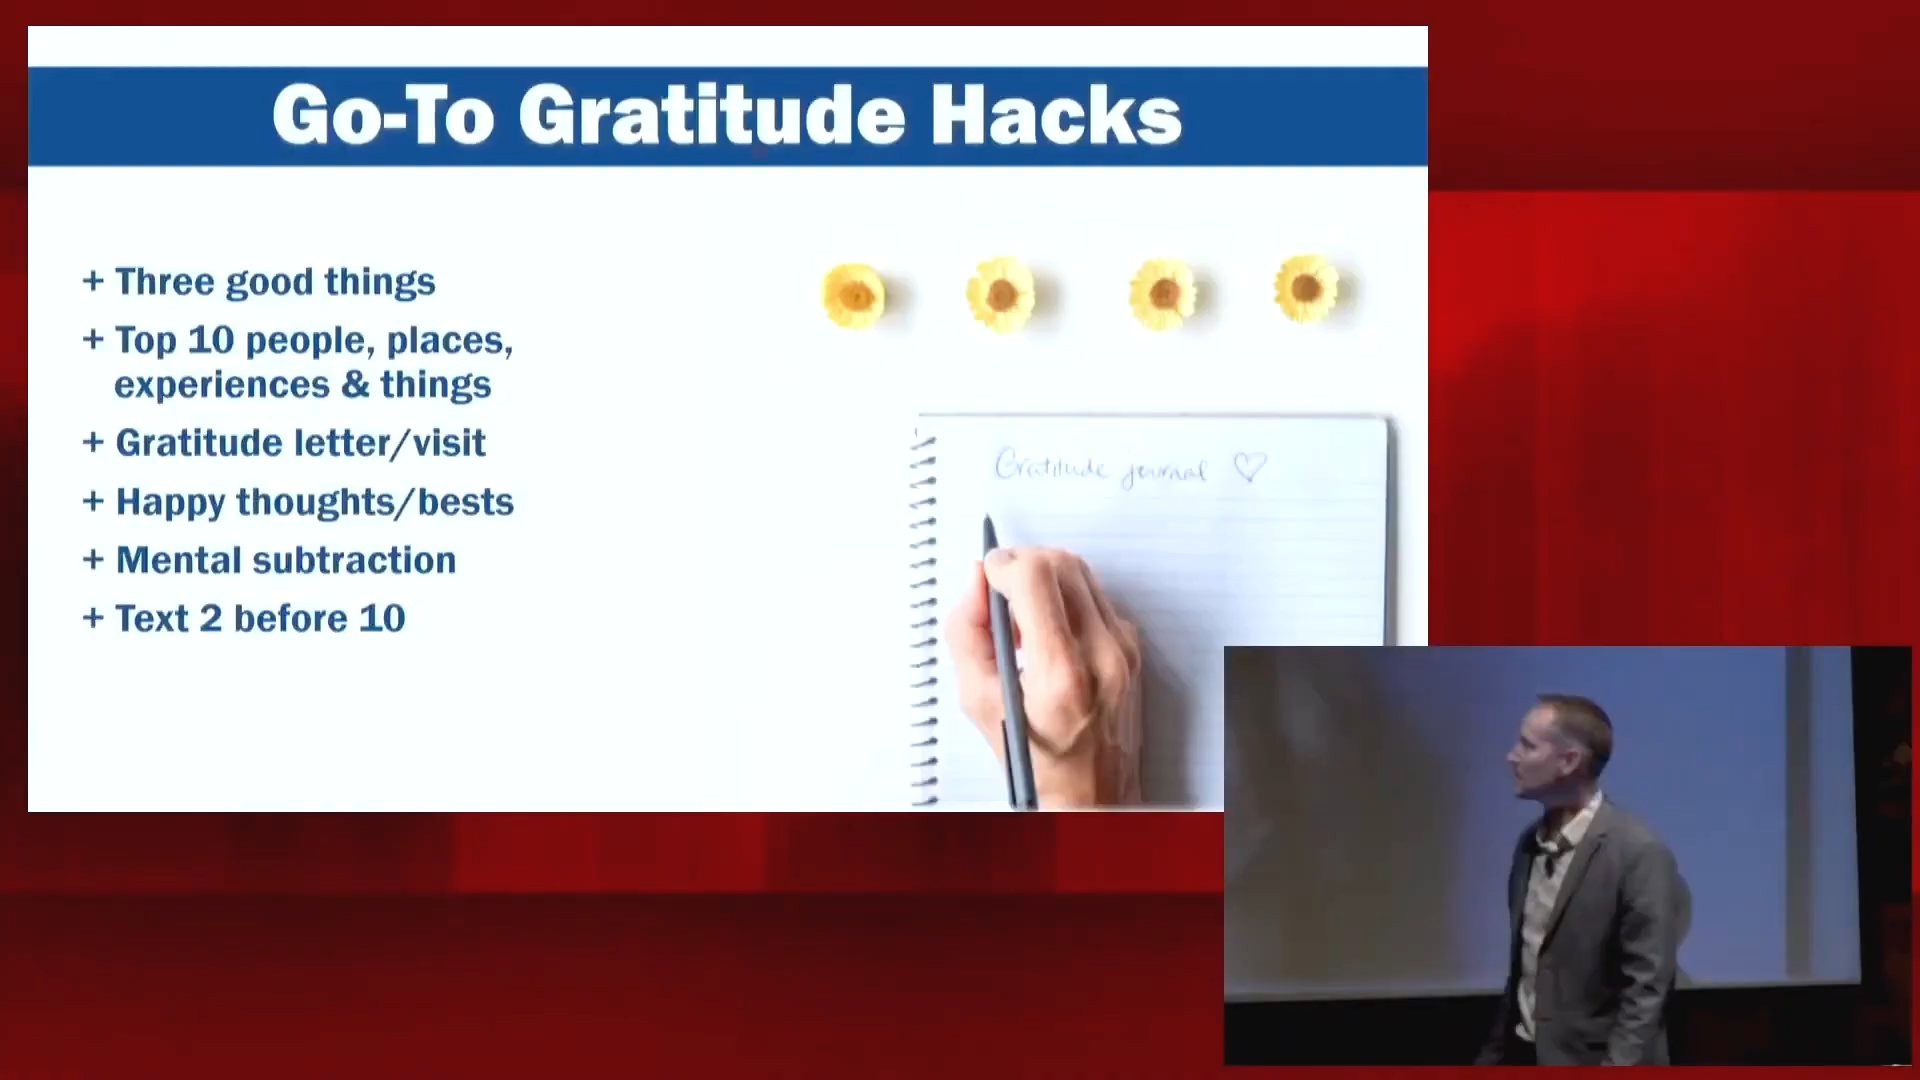 Go-To Gratitude Hacks
+ Three good things
+ Top 10 people, places,
experiences & things
+ Gratitude letter/visit
+ Happy thoughts/bests
+ Mental subtraction
+ Text 2 before 10
Gratitude journal ♡